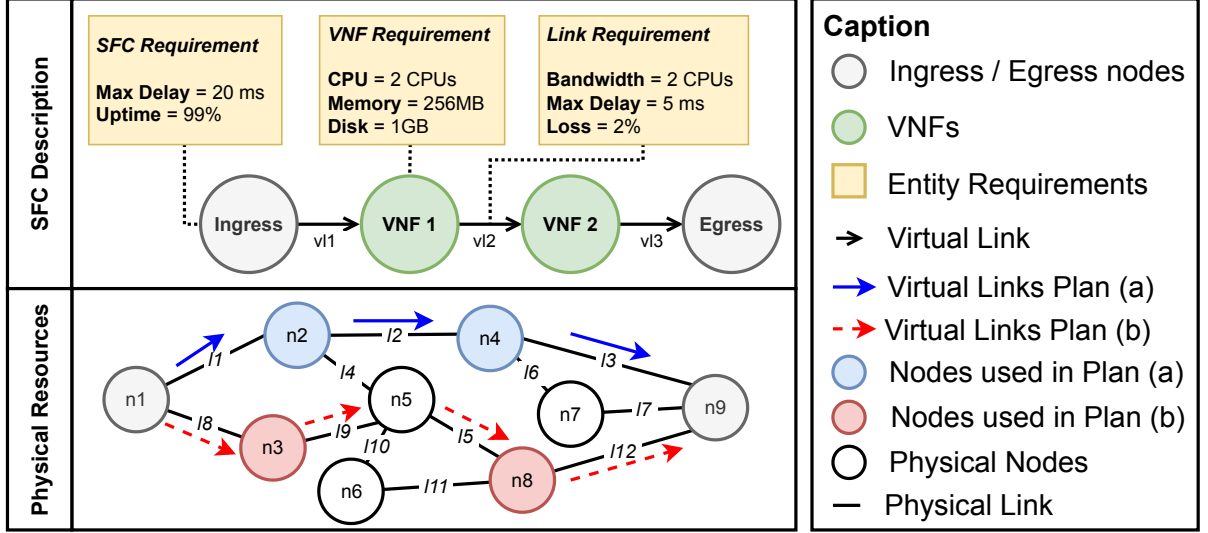 SFC Description
SFC Requirement
Max Delay = 20 ms
Uptime = 99%
VNF Requirement
CPU = 2 CPUs
Memory = 256MB
Disk = 1GB
Link Requirement
Bandwidth = 2 CPUs
Max Delay = 5 ms
Loss = 2%
Ingress
vl1
VNF 1
vl2
VNF 2
vl3
Egress
Physical Resources
n1
l1
n2
l2
n4
l3
n9
l4
l6
n5
n7
l7
l8
n3
l9
l10
l5
l12
n6
l11
n8
Caption
Ingress / Egress nodes
VNFs
Entity Requirements
Virtual Link
Virtual Links Plan (a)
Virtual Links Plan (b)
Nodes used in Plan (a)
Nodes used in Plan (b)
Physical Nodes
Physical Link